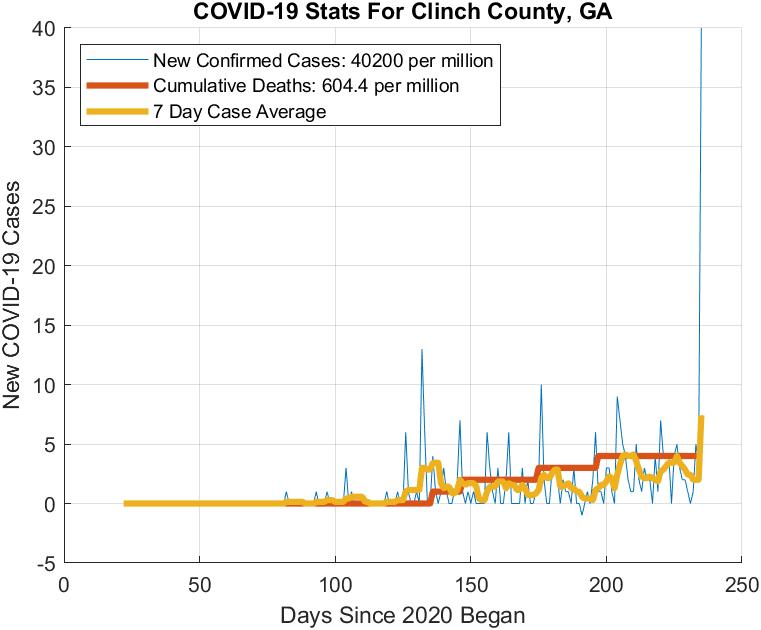 COVID-19 Stats For Clinch County, GA
New Confirmed Cases: 40200 per million
Cumulative Deaths: 604.4 per million
7 Day Case Average
New COVID-19 Cases
40
35
30
25
20
15
10
5
0
-5
0 50 100 150 200 250
Days Since 2020 Began